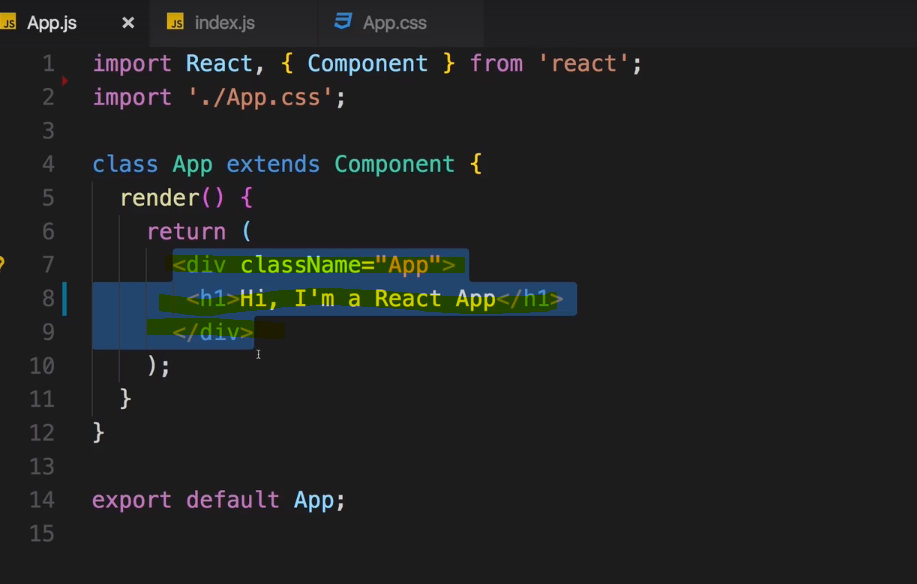 JS App.js × JS index.js App.css
1 import React, { Component } from 'react';
2 import './App.css';
3
4 class App extends Component {
5 render() {
6 return (
7 <div className="App">
8 <h1>Hi, I'm a React App</h1>
9 </div>
10 );
11 }
12 }
13
14 export default App;
15